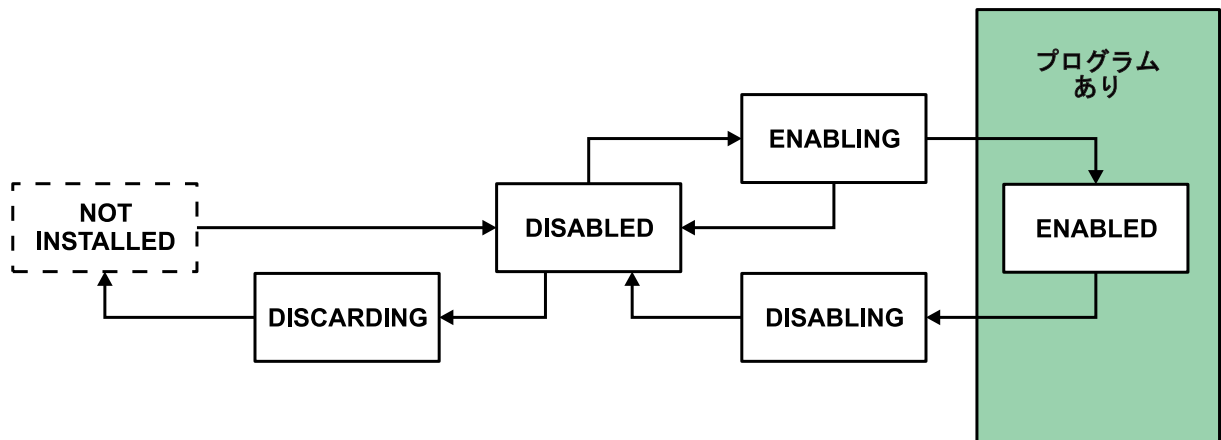 プログラム
あり
ENABLING
NOT
INSTALLED
DISABLED
ENABLED
DISCARDING
DISABLING